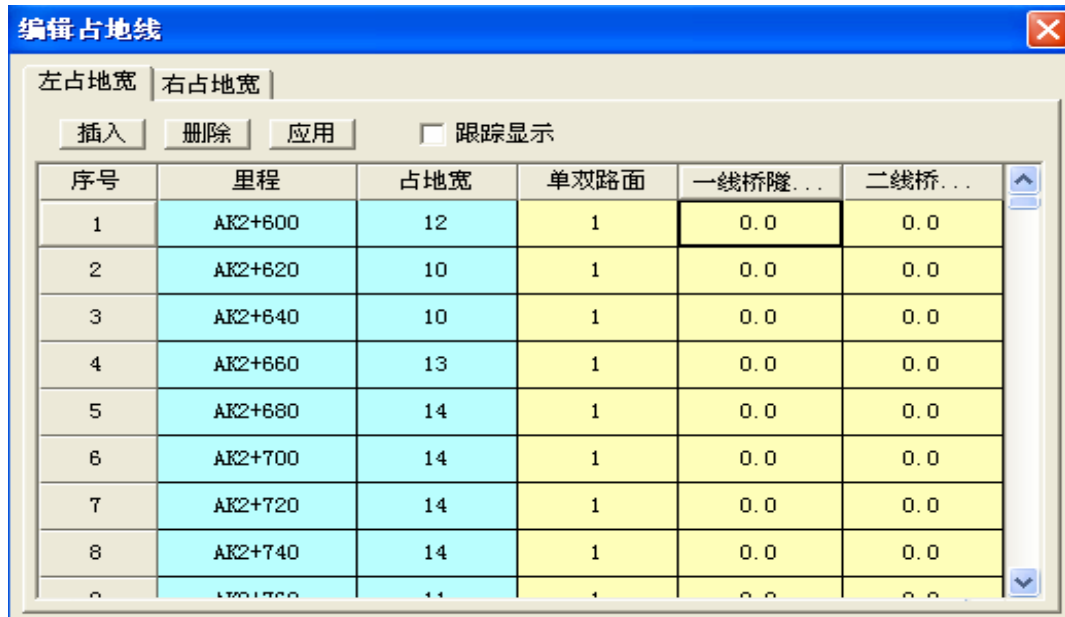 编辑占地线
左占地宽 右占地宽
插入 删除 应用 跟踪显示
序号 里程 占地宽 单双路面 一线桥隧... 二线桥...
1 AK2+600 12 1 0.0 0.0
2 AK2+620 10 1 0.0 0.0
3 AK2+640 10 1 0.0 0.0
4 AK2+660 13 1 0.0 0.0
5 AK2+680 14 1 0.0 0.0
6 AK2+700 14 1 0.0 0.0
7 AK2+720 14 1 0.0 0.0
8 AK2+740 14 1 0.0 0.0